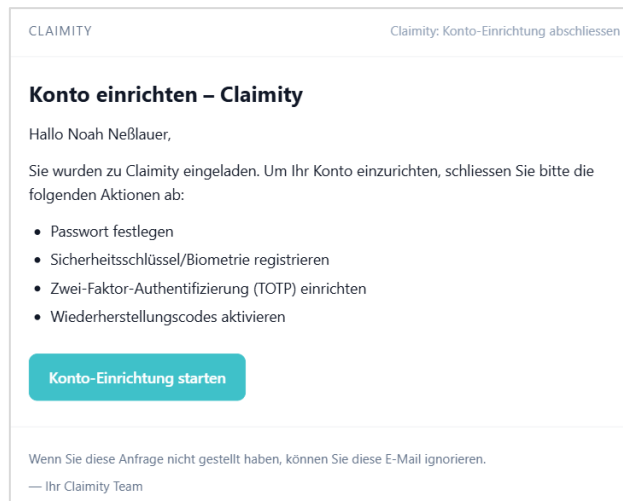 CLAIMITY
Claimity: Konto-Einrichtung abschliessen
Konto einrichten – Claimity
Hallo Noah Neßlauer,
Sie wurden zu Claimity eingeladen. Um Ihr Konto einzurichten, schliessen Sie bitte die
folgenden Aktionen ab:
• Passwort festlegen
• Sicherheitsschlüssel/Biometrie registrieren
• Zwei-Faktor-Authentifizierung (TOTP) einrichten
• Wiederherstellungscodes aktivieren
Konto-Einrichtung starten
Wenn Sie diese Anfrage nicht gestellt haben, können Sie diese E-Mail ignorieren.
— Ihr Claimity Team